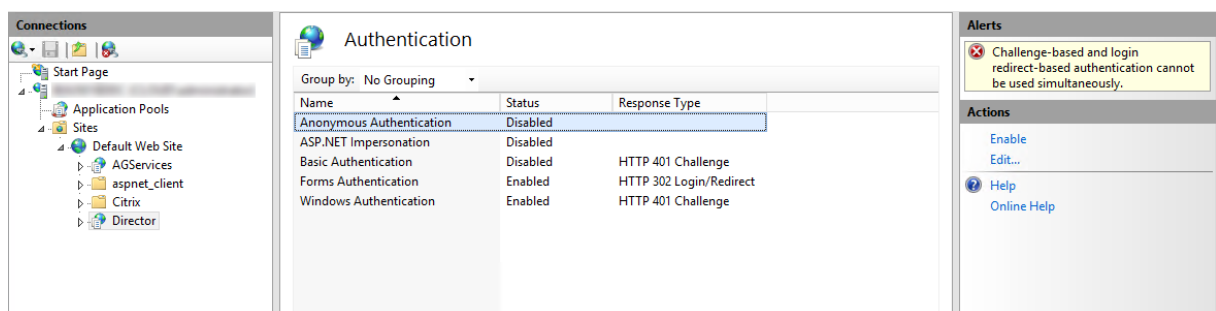 Connections
Start Page
Application Pools
Sites
Default Web Site
AGServices
aspnet_client
Citrix
Director
Authentication
Group by: No Grouping
Name Status Response Type
Anonymous Authentication Disabled
ASP.NET Impersonation Disabled
Basic Authentication Disabled HTTP 401 Challenge
Forms Authentication Enabled HTTP 302 Login/Redirect
Windows Authentication Enabled HTTP 401 Challenge
Alerts
Challenge-based and login
redirect-based authentication cannot
be used simultaneously.
Actions
Enable
Edit...
Help
Online Help